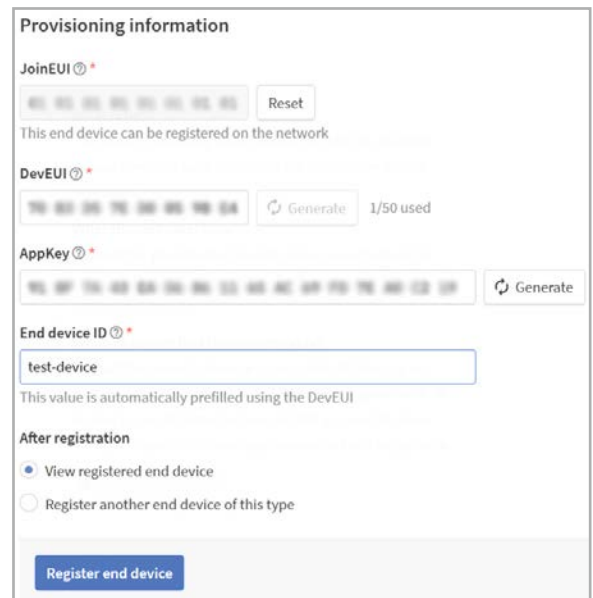 Provisioning information
JoinEUI *
Reset
This end device can be registered on the network
DevEUI *
Generate 1/50 used
AppKey *
Generate
End device ID *
test-device
This value is automatically prefilled using the DevEUI
After registration
View registered end device
Register another end device of this type
Register end device